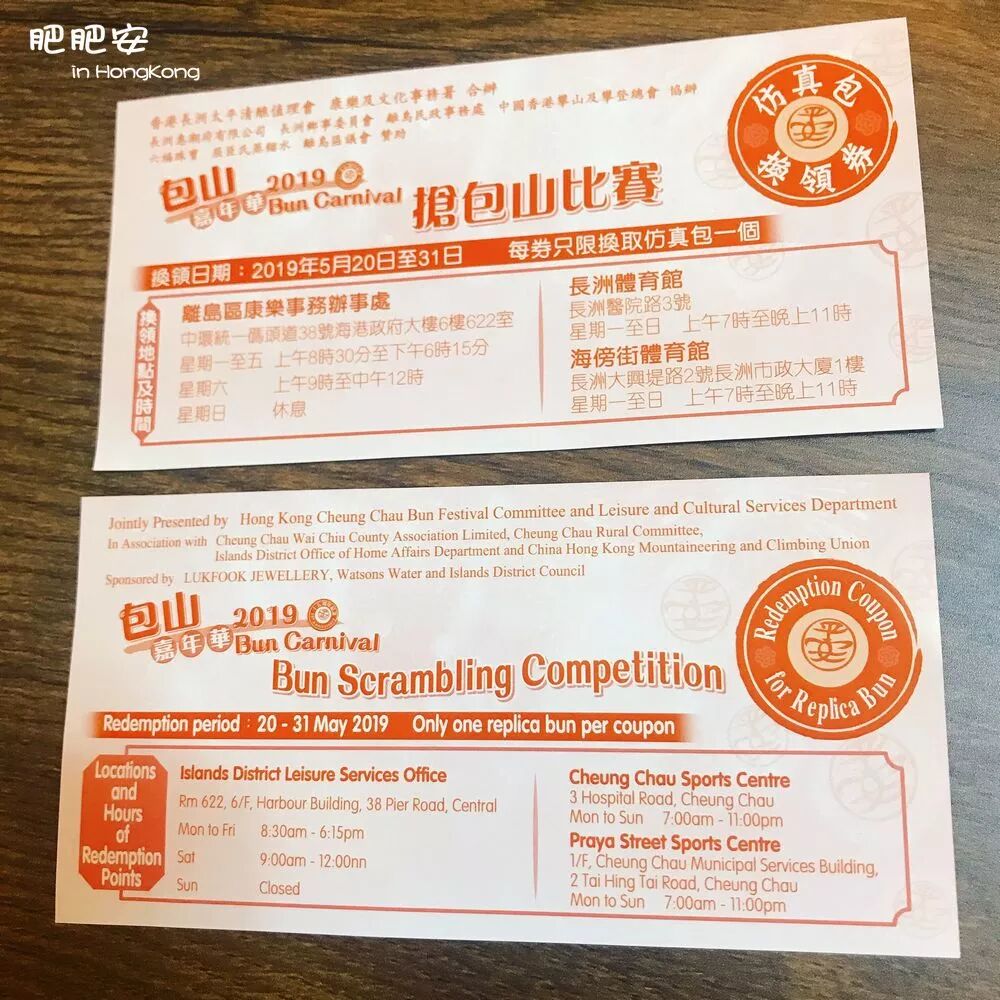 肥肥安
in HongKong
香港長洲太平清醮值理會 康樂及文化事務署 合辦
長洲惠潮府有限公司 長洲鄉事委員會 離島民政事務處 中國香港攀山及攀登總會 協辦
六福珠寶 屈臣氏蒸餾水 離島區議會 贊助
仿真包
換領券
包山
嘉年華
2019
Bun Carnival
搶包山比賽
換領日期：2019年5月20日至31日 每券只限換取仿真包一個
換領地點及時間
離島區康樂事務辦事處
中環統一碼頭道38號海港政府大樓6樓622室
星期一至五 上午8時30分至下午6時15分
星期六 上午9時至中午12時
星期日 休息
長洲體育館
長洲醫院路3號
星期一至日 上午7時至晚上11時
海傍街體育館
長洲大興堤路2號長洲市政大廈1樓
星期一至日 上午7時至晚上11時
Jointly Presented by Hong Kong Cheung Chau Bun Festival Committee and Leisure and Cultural Services Department
In Association with Cheung Chau Wai Chiu County Association Limited, Cheung Chau Rural Committee,
Islands District Office of Home Affairs Department and China Hong Kong Mountaineering and Climbing Union
Sponsored by LUKFOOK JEWELLERY, Watsons Water and Islands District Council
Redemption Coupon
for Replica Bun
包山
嘉年華
2019
Bun Carnival
Bun Scrambling Competition
Redemption period : 20 - 31 May 2019 Only one replica bun per coupon
Locations
and
Hours
of
Redemption
Points
Islands District Leisure Services Office
Rm 622, 6/F, Harbour Building, 38 Pier Road, Central
Mon to Fri 8:30am - 6:15pm
Sat 9:00am - 12:00nn
Sun Closed
Cheung Chau Sports Centre
3 Hospital Road, Cheung Chau
Mon to Sun 7:00am - 11:00pm
Praya Street Sports Centre
1/F, Cheung Chau Municipal Services Building,
2 Tai Hing Tai Road, Cheung Chau
Mon to Sun 7:00am - 11:00pm